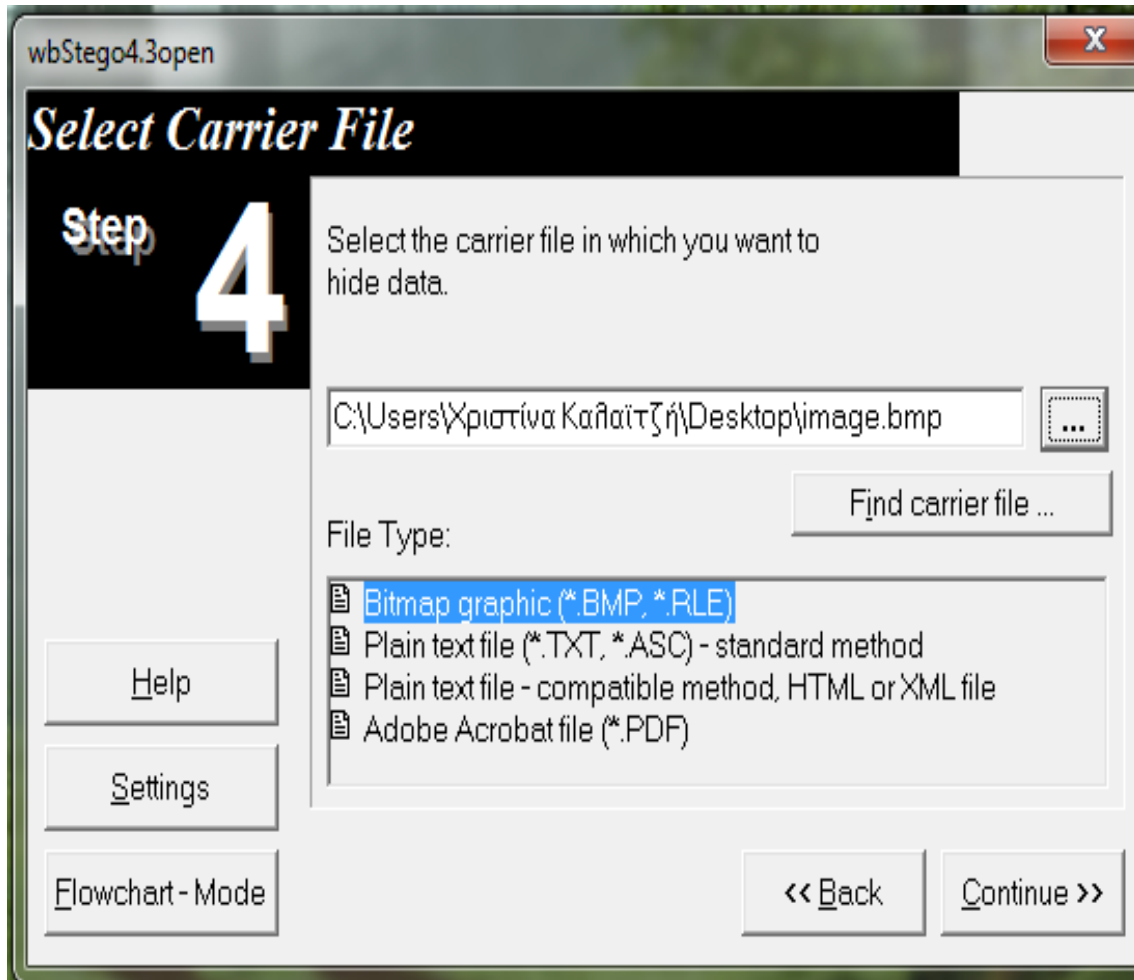 wbStego4.3open
X
Select Carrier File
Step
4
Select the carrier file in which you want to
hide data.
C:\Users\Χριστίνα Καλαϊτζή\Desktop\image.bmp
...
Find carrier file ...
File Type:
Bitmap graphic (*.BMP, *.RLE)
Plain text file (*.TXT, *.ASC) - standard method
Plain text file - compatible method, HTML or XML file
Adobe Acrobat file (*.PDF)
Help
Settings
Flowchart - Mode
<< Back
Continue >>